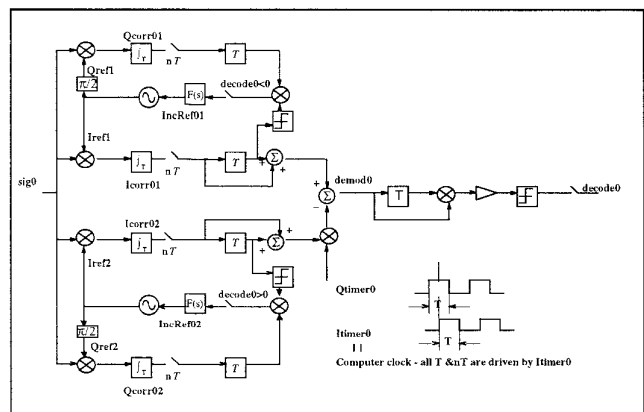 Qcorr01
∫T
nT
T
Qref1
π/2
decode0<0
F(s)
IncRef01
Iref1
∫T
nT
T
Σ
+
+
Icorr01
sig0
+
Σ
−
demod0
T
decode0
Icorr02
∫T
nT
T
+
Σ
+
Iref2
Qtimer0
F(s)
decode0>0
IncRef02
T
π/2
Itimer0
T
Qref2
||
Computer clock - all T &nT are driven by Itimer0
∫T
nT
T
Qcorr02